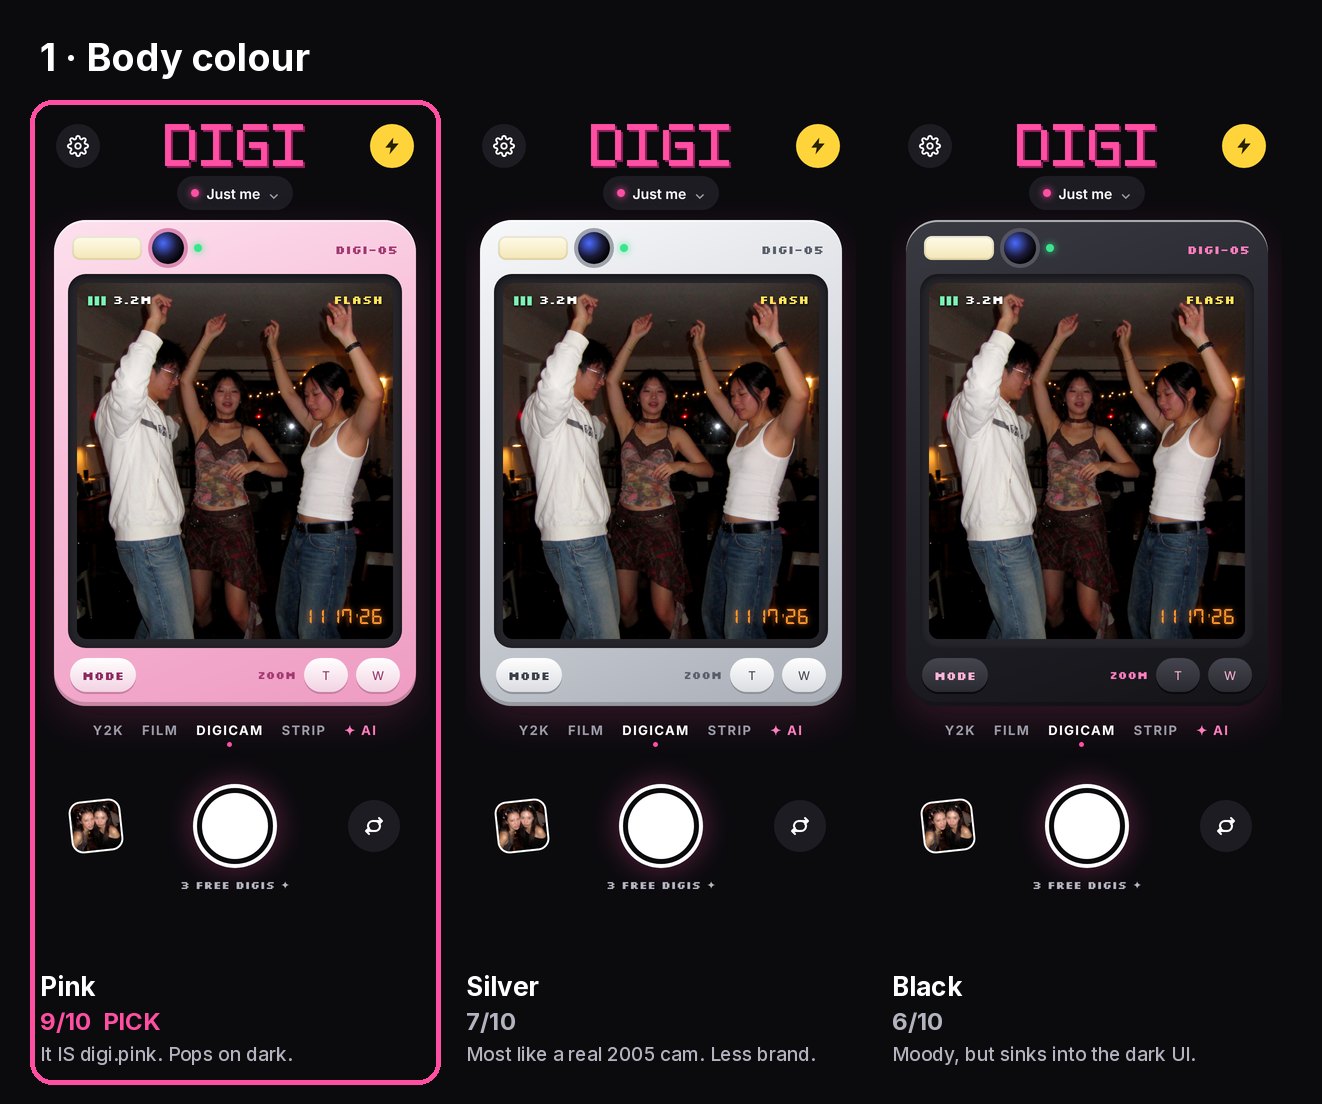 1 · Body colour
DIGI
Just me
DIGI-05
3.2M FLASH
11 17 '26
MODE ZOOM T W
Y2K FILM DIGICAM STRIP ✦ AI
3 FREE DIGIS ✦
Pink
9/10 PICK
It IS digi.pink. Pops on dark.
DIGI
Just me
DIGI-05
3.2M FLASH
11 17 '26
MODE ZOOM T W
Y2K FILM DIGICAM STRIP ✦ AI
3 FREE DIGIS ✦
Silver
7/10
Most like a real 2005 cam. Less brand.
DIGI
Just me
DIGI-05
3.2M FLASH
11 17 '26
MODE ZOOM T W
Y2K FILM DIGICAM STRIP ✦ AI
3 FREE DIGIS ✦
Black
6/10
Moody, but sinks into the dark UI.